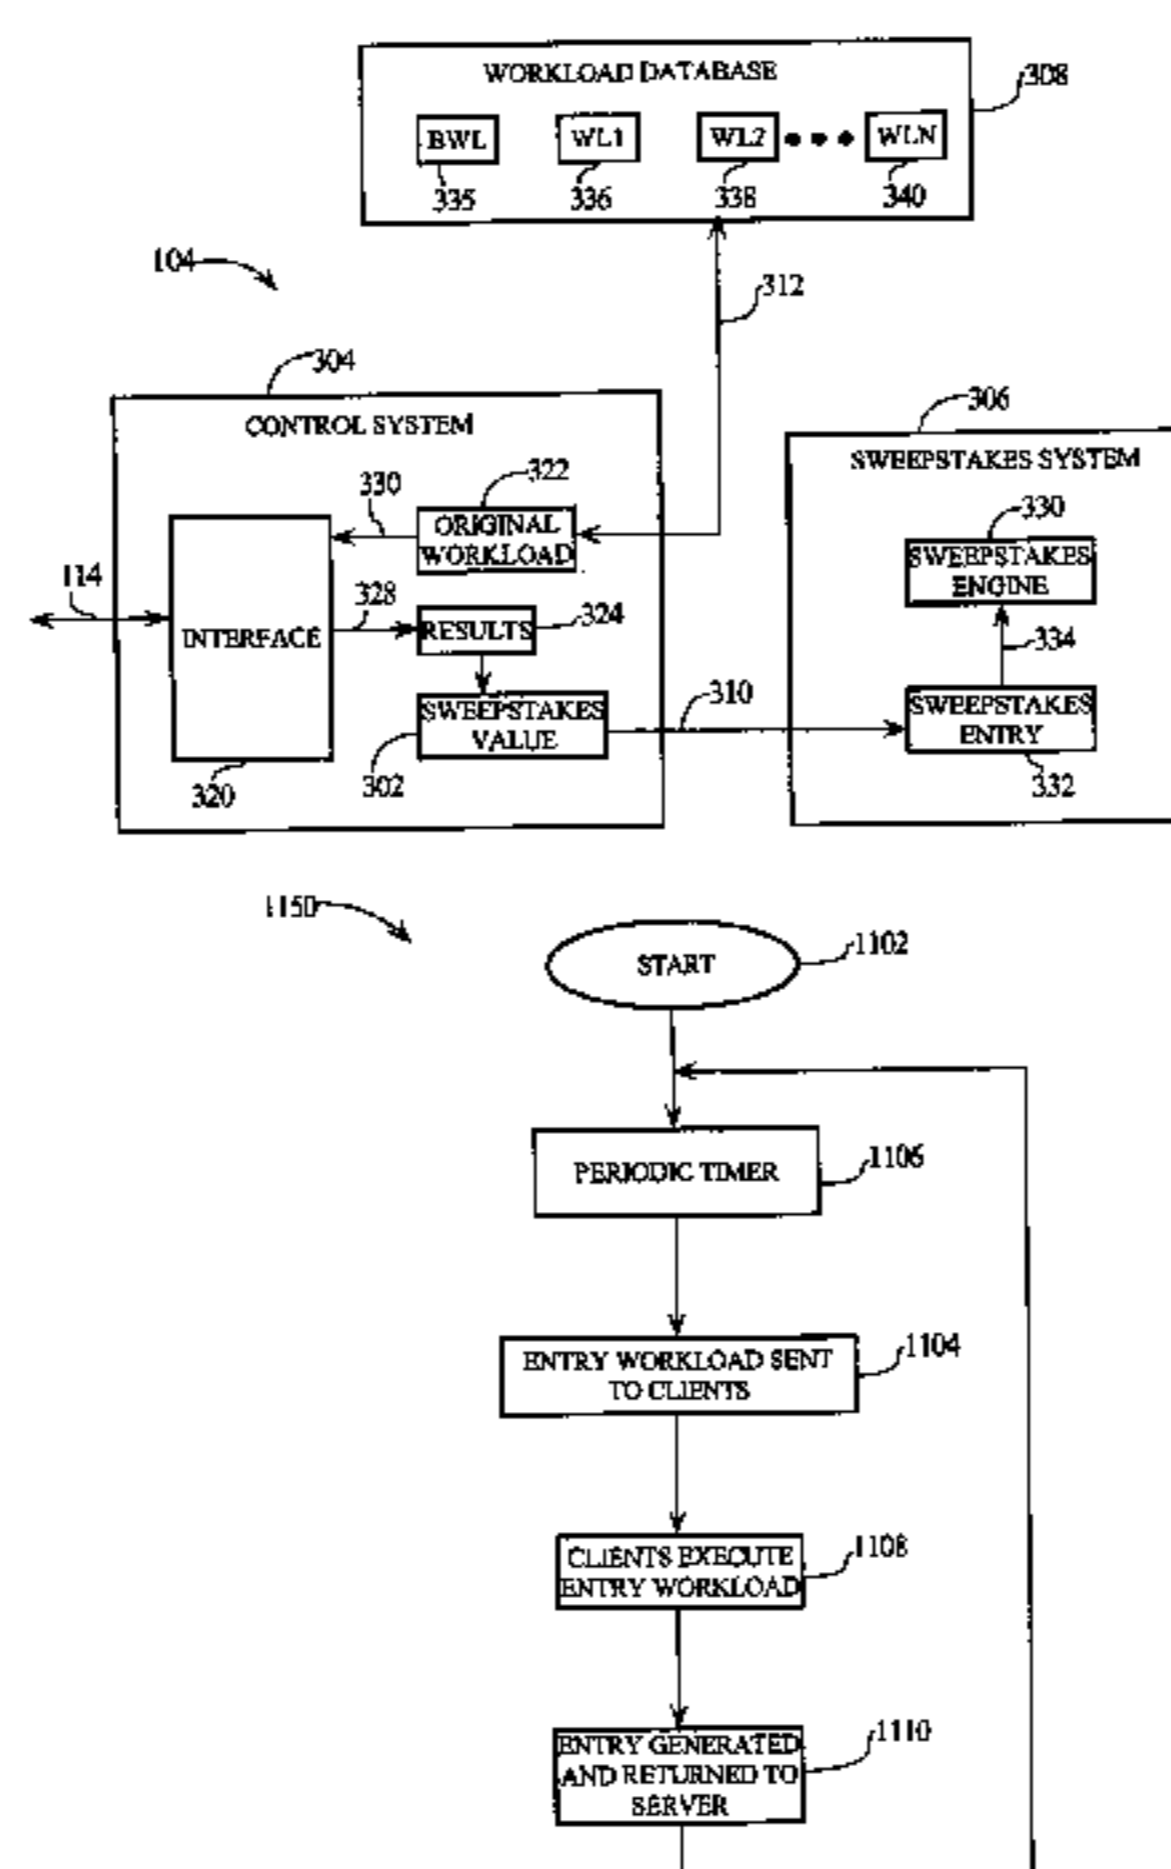 WORKLOAD DATABASE
308
BWL
WL1
WL2
WLN
335
336
338
340
104
312
304
CONTROL SYSTEM
306
SWEEPSTAKES SYSTEM
330
322
ORIGINAL
WORKLOAD
330
SWEEPSTAKES
ENGINE
114
INTERFACE
328
RESULTS
324
334
SWEEPSTAKES
VALUE
310
SWEEPSTAKES
ENTRY
320
302
332
1150
START
1102
PERIODIC TIMER
1106
ENTRY WORKLOAD SENT
TO CLIENTS
1104
CLIENTS EXECUTE
ENTRY WORKLOAD
1108
ENTRY GENERATED
AND RETURNED TO
SERVER
1110